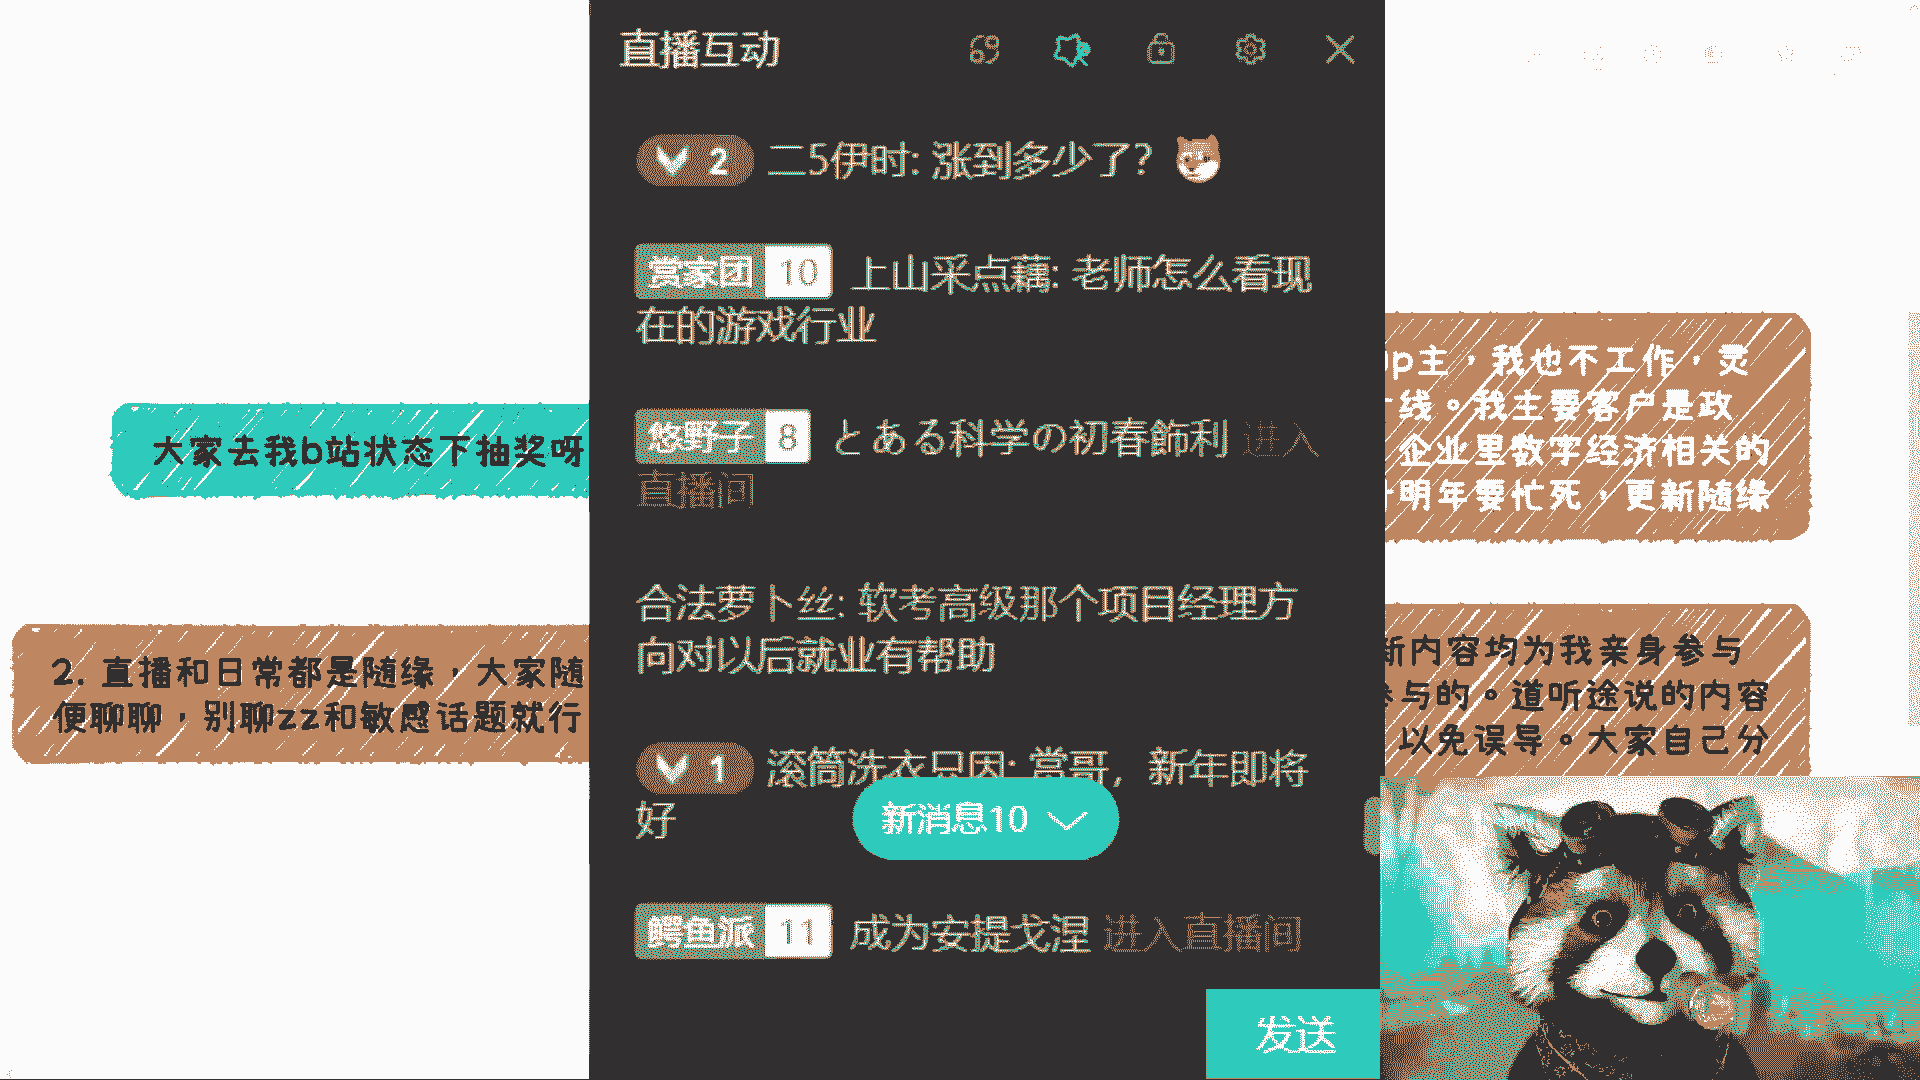 直播互动
2 二5伊时: 涨到多少了？
赏家团 10 上山采点藕: 老师怎么看现
在的游戏行业
悠野子 8 とある科学の初春飾利 进入
直播间
合法萝卜丝: 软考高级那个项目经理方
向对以后就业有帮助
1 滚筒洗衣只因: 赏哥，新年即将
好
新消息10
鳄鱼派 11 成为安提戈涅 进入直播间
发送
大家去我b站状态下抽奖呀
2. 直播和日常都是随缘，大家随
便聊聊，别聊zz和敏感话题就行
up主，我也不工作，灵
线。我主要客户是政
企业里数字经济相关的
明年要忙死，更新随缘
新内容均为我亲身参与
参与的。道听途说的内容
以免误导。大家自己分